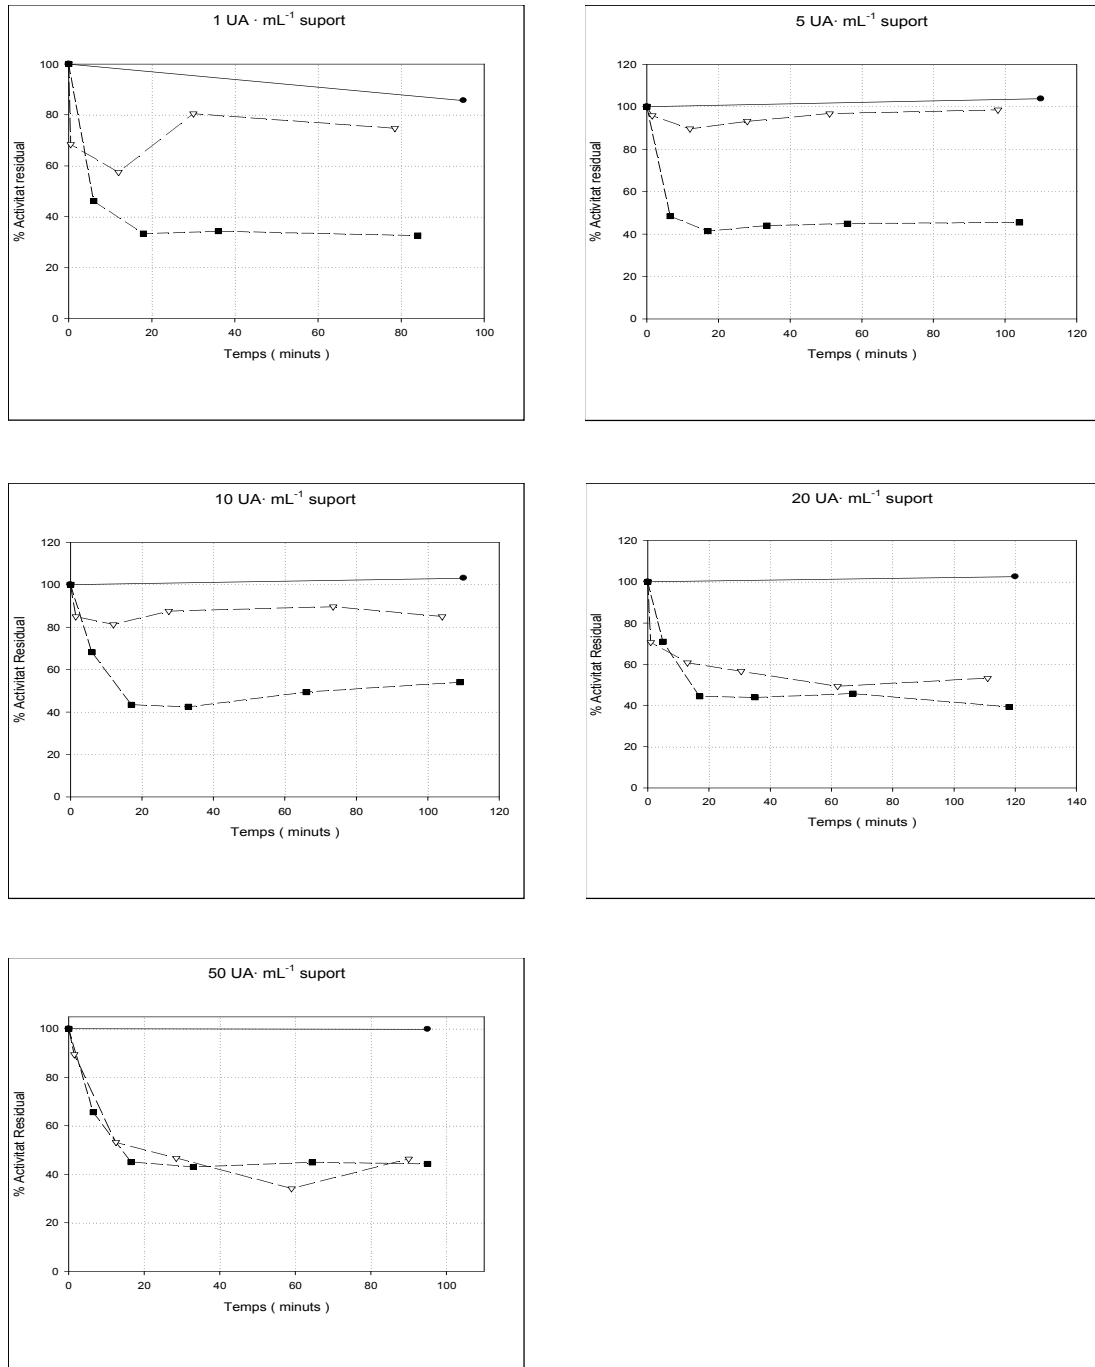 1 UA · mL⁻¹ suport
% Activitat residual
100
80
60
40
20
0
0 20 40 60 80 100
Temps ( minuts )
5 UA · mL⁻¹ suport
% Activitat residual
120
100
80
60
40
20
0
0 20 40 60 80 100 120
Temps ( minuts )
10 UA· mL⁻¹ suport
% Activitat Residual
120
100
80
60
40
20
0
0 20 40 60 80 100 120
Temps ( minuts )
20 UA· mL⁻¹ suport
% Activitat Residual
120
100
80
60
40
20
0
0 20 40 60 80 100 120 140
Temps ( minuts )
50 UA· mL⁻¹ suport
% Activitat Residual
100
80
60
40
20
0
0 20 40 60 80 100
Temps ( minuts )